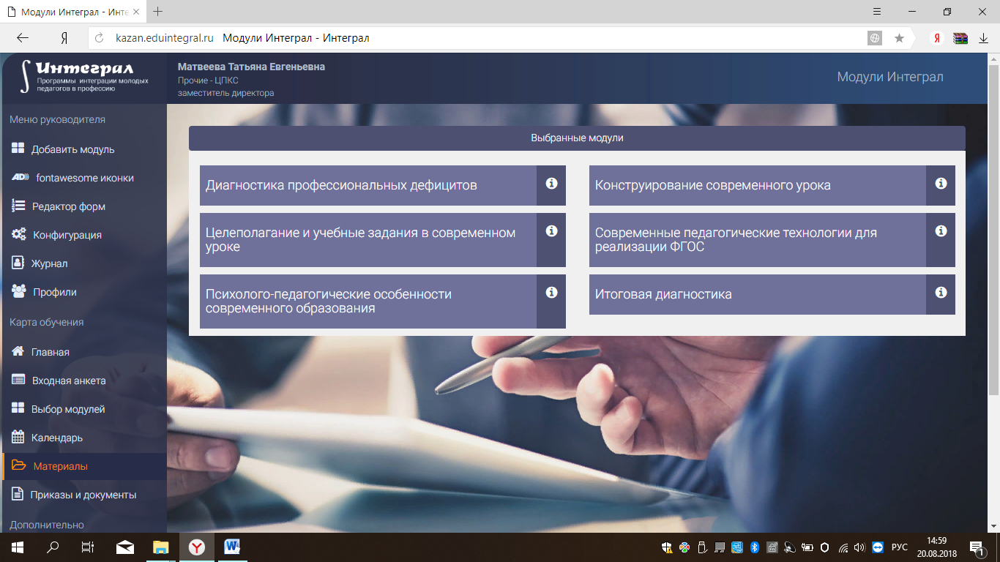 Модули Интеграл - Инте
kazan.eduintegral.ru Модули Интеграл - Интеграл
Интеграл
Программы интеграции молодых
педагогов в профессию
Матвеева Татьяна Евгеньевна
Прочие - ЦПКС
заместитель директора
Модули Интеграл
Меню руководителя
Добавить модуль
fontawesome иконки
Редактор форм
Конфигурация
Журнал
Профили
Карта обучения
Главная
Входная анкета
Выбор модулей
Календарь
Материалы
Приказы и документы
Дополнительно
Выбранные модули
Диагностика профессиональных дефицитов
Конструирование современного урока
Целеполагание и учебные задания в современном
уроке
Современные педагогические технологии для
реализации ФГОС
Психолого-педагогические особенности
современного образования
Итоговая диагностика
РУС
14:59
20.08.2018
1